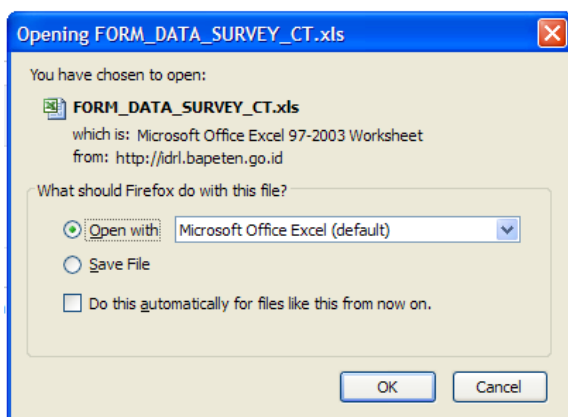 Opening FORM_DATA_SURVEY_CT.xls
You have chosen to open:
FORM_DATA_SURVEY_CT.xls
which is: Microsoft Office Excel 97-2003 Worksheet
from: http://idrl.bapeten.go.id
What should Firefox do with this file?
Open with Microsoft Office Excel (default)
Save File
Do this automatically for files like this from now on.
OK Cancel